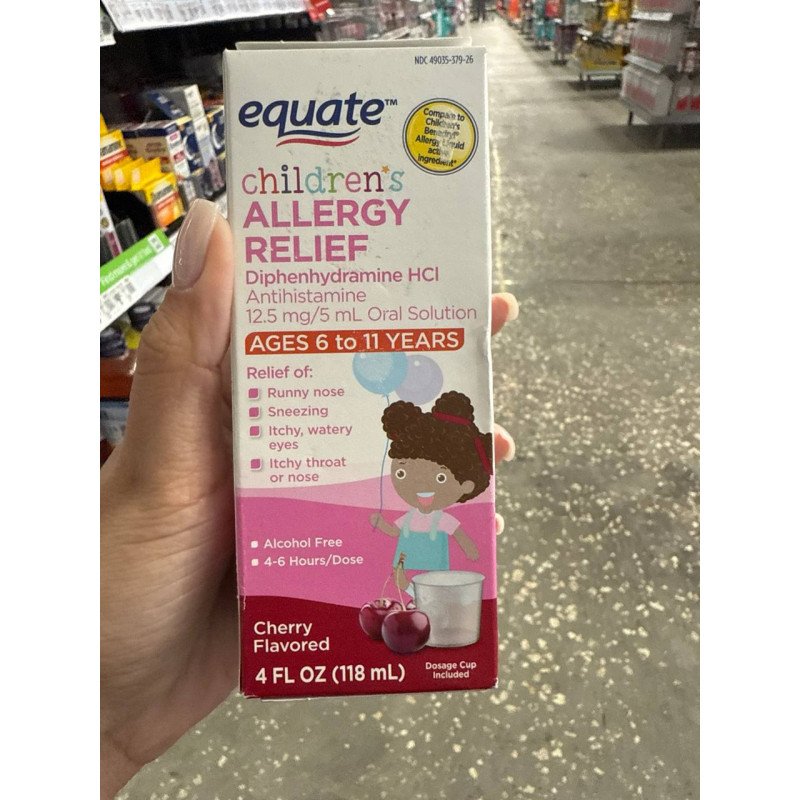 NDC 49035-379-26
equate™
Compare to
Children's
Benadryl®
Allergy Liquid
active
ingredient*
children's
ALLERGY
RELIEF
Diphenhydramine HCl
Antihistamine
12.5 mg/5 mL Oral Solution
AGES 6 to 11 YEARS
Relief of:
Runny nose
Sneezing
Itchy, watery
eyes
Itchy throat
or nose
Alcohol Free
4-6 Hours/Dose
Cherry
Flavored
4 FL OZ (118 mL)
Dosage Cup
Included